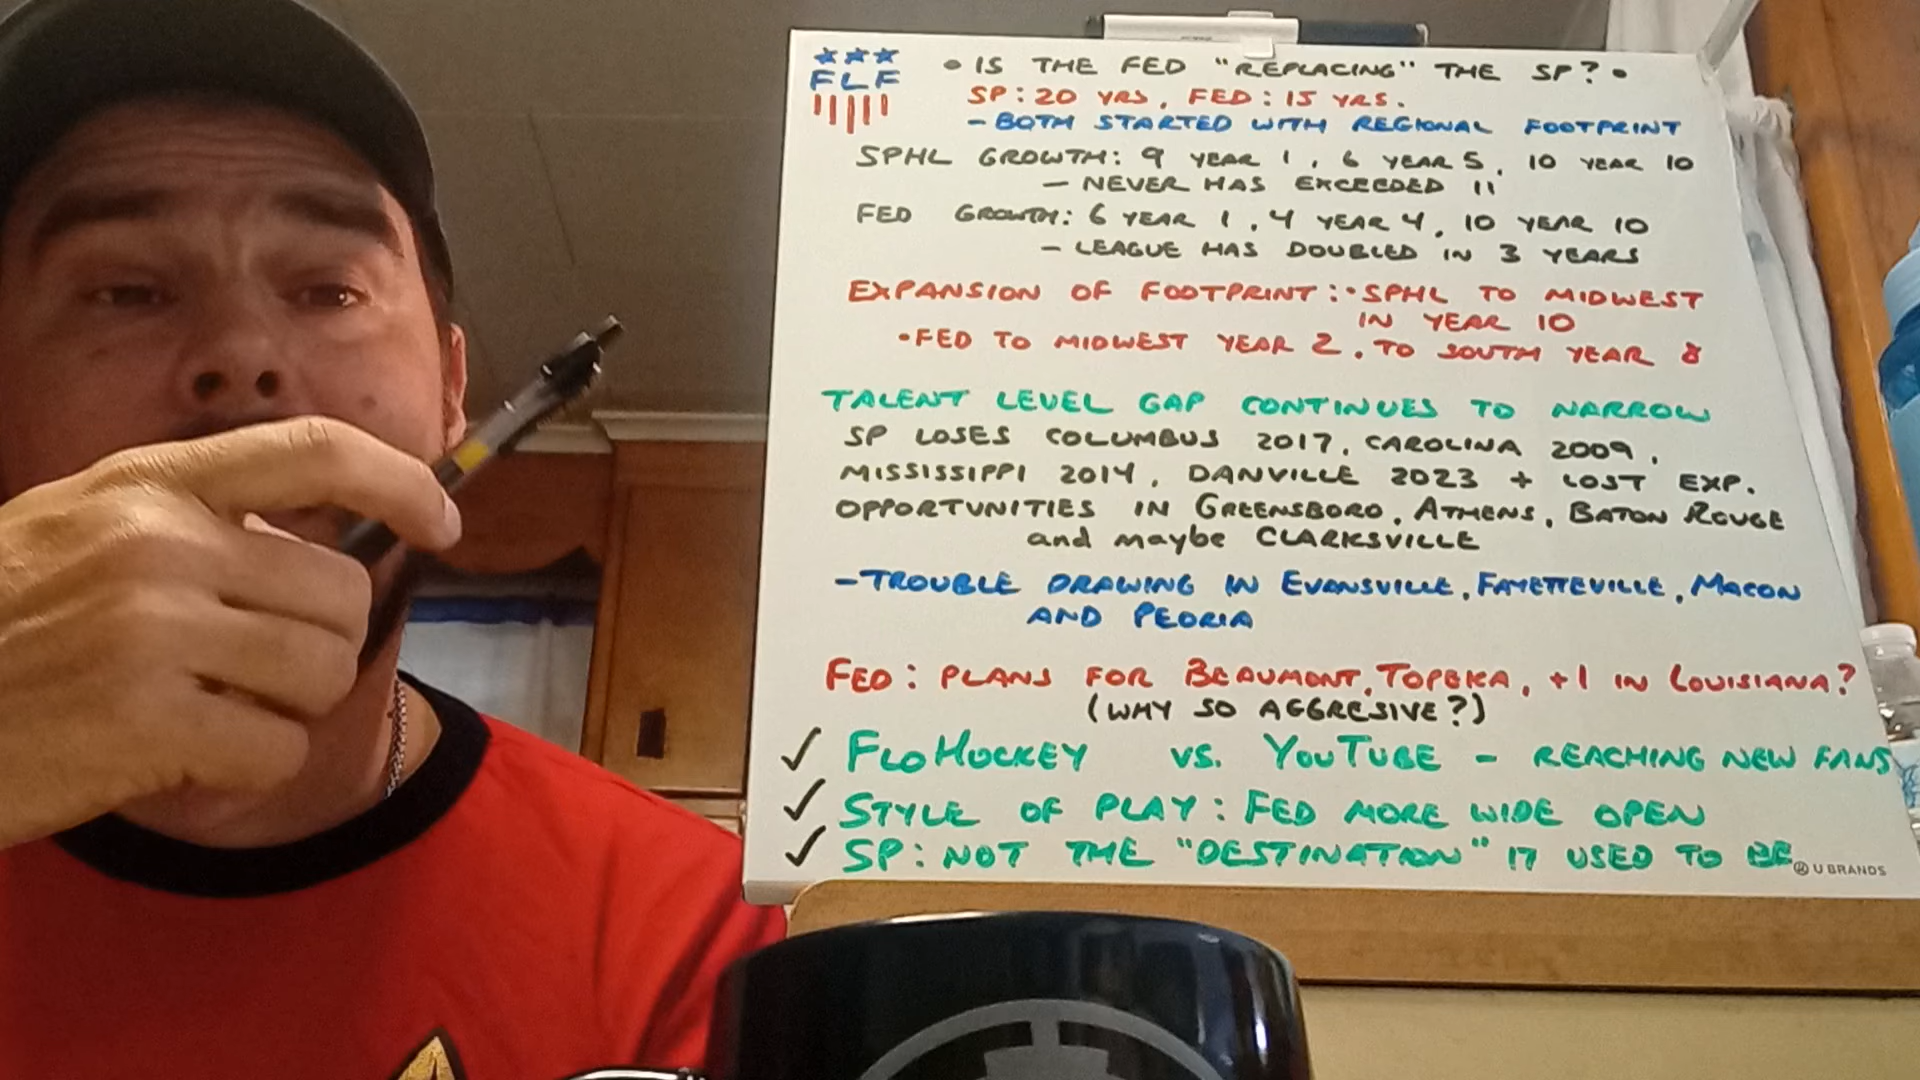 FLF
• IS THE FED "REPLACING" THE SP? •
SP: 20 YRS, FED: 15 YRS.
- BOTH STARTED WITH REGIONAL FOOTPRINT
SPHL GROWTH: 9 YEAR 1, 6 YEAR 5, 10 YEAR 10
- NEVER HAS EXCEEDED 11
FED GROWTH: 6 YEAR 1, 4 YEAR 4, 10 YEAR 10
- LEAGUE HAS DOUBLED IN 3 YEARS
EXPANSION OF FOOTPRINT: • SPHL TO MIDWEST
IN YEAR 10
• FED TO MIDWEST YEAR 2, TO SOUTH YEAR 8
TALENT LEVEL GAP CONTINUES TO NARROW
SP LOSES COLUMBUS 2017, CAROLINA 2009,
MISSISSIPPI 2014, DANVILLE 2023 + LOST EXP.
OPPORTUNITIES IN GREENSBORO, ATHENS, BATON ROUGE
and maybe CLARKSVILLE
- TROUBLE DRAWING IN EVANSVILLE, FAYETTEVILLE, MACON
AND PEORIA
FED: PLANS FOR BEAUMONT, TOPEKA, +1 IN LOUISIANA?
(WHY SO AGGRESIVE?)
✓ FLOHOCKEY VS. YOUTUBE - REACHING NEW FANS
✓ STYLE OF PLAY: FED MORE WIDE OPEN
✓ SP: NOT THE "DESTINATION" IT USED TO BE
U BRANDS